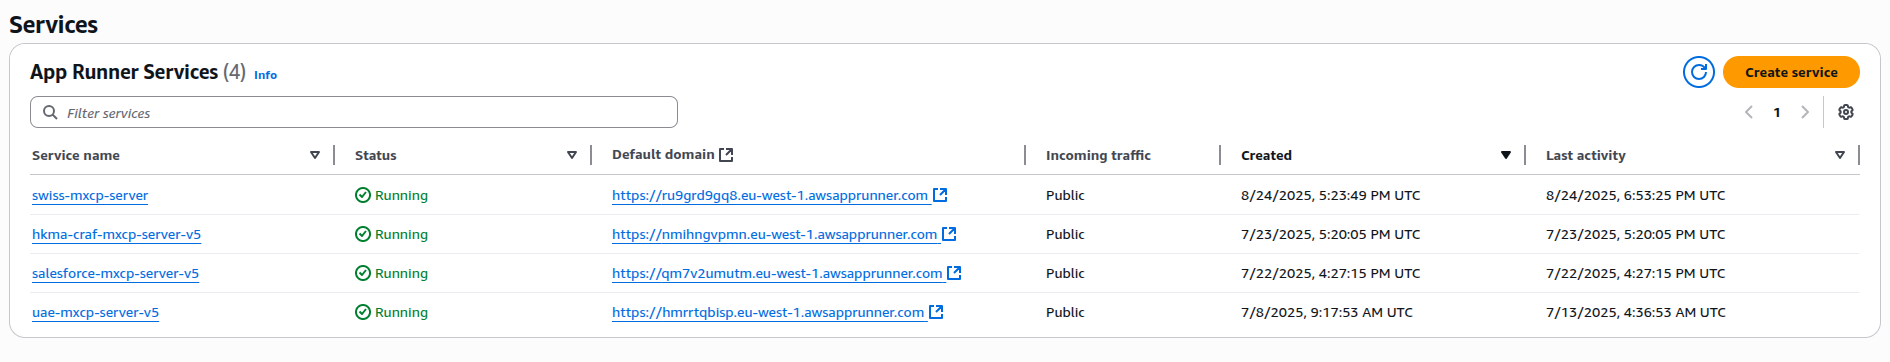 Services
App Runner Services (4) Info
Create service
Filter services
1
Service name Status Default domain Incoming traffic Created Last activity
swiss-mxcp-server Running https://ru9grd9gq8.eu-west-1.awsapprunner.com Public 8/24/2025, 5:23:49 PM UTC 8/24/2025, 6:53:25 PM UTC
hkma-craf-mxcp-server-v5 Running https://nmihngvpmn.eu-west-1.awsapprunner.com Public 7/23/2025, 5:20:05 PM UTC 7/23/2025, 5:20:05 PM UTC
salesforce-mxcp-server-v5 Running https://qm7v2umutm.eu-west-1.awsapprunner.com Public 7/22/2025, 4:27:15 PM UTC 7/22/2025, 4:27:15 PM UTC
uae-mxcp-server-v5 Running https://hmrrtqbisp.eu-west-1.awsapprunner.com Public 7/8/2025, 9:17:53 AM UTC 7/13/2025, 4:36:53 AM UTC